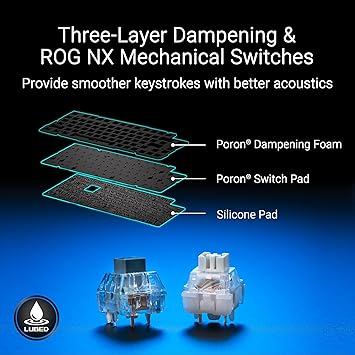 Three-Layer Dampening &
ROG NX Mechanical Switches
Provide smoother keystrokes with better acoustics
Poron® Dampening Foam
Poron® Switch Pad
Silicone Pad
LUBED